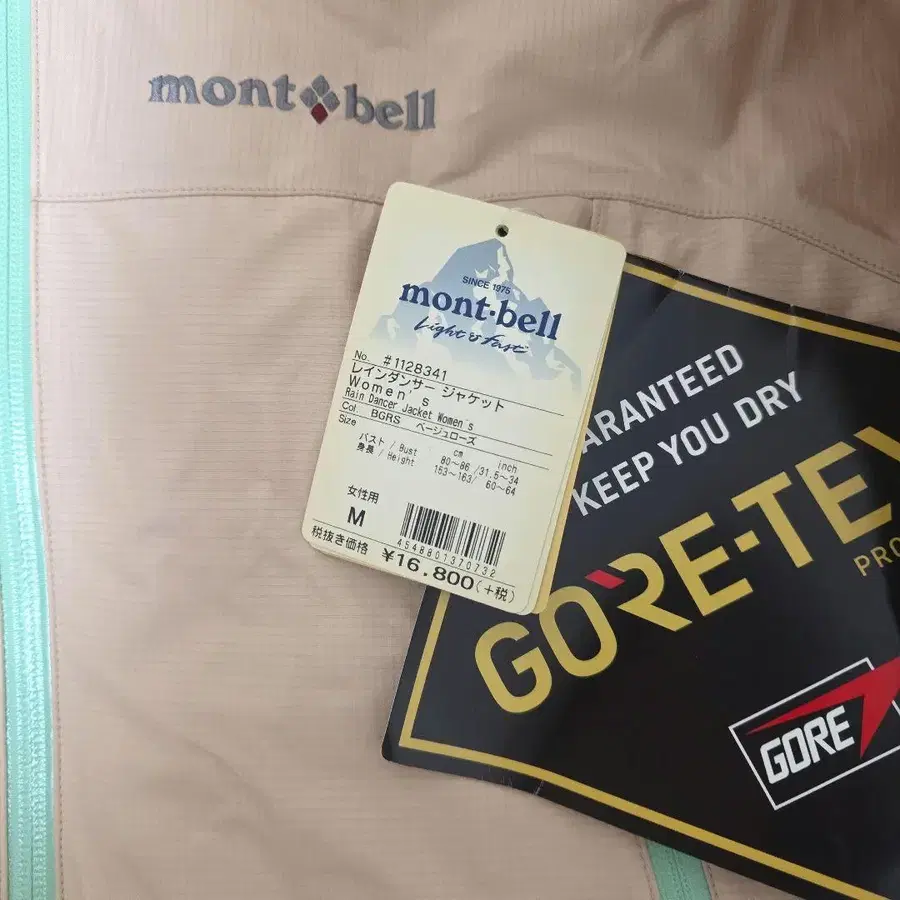 mont bell
SINCE 1975
mont-bell
Light & Fast
No. #1128341
レインダンサー ジャケット
Women's
Rain Dancer Jacket Women's
Col. BGRS ベージュローズ
Size cm inch
バスト / Bust 80～86 / 31.5～34
身長 / Height 153～163 / 60～64
女性用
M
4548801370732
税抜き価格 ¥16,800(+税)
ARANTEED
KEEP YOU DRY
GORE-TEX
PRO
GORE